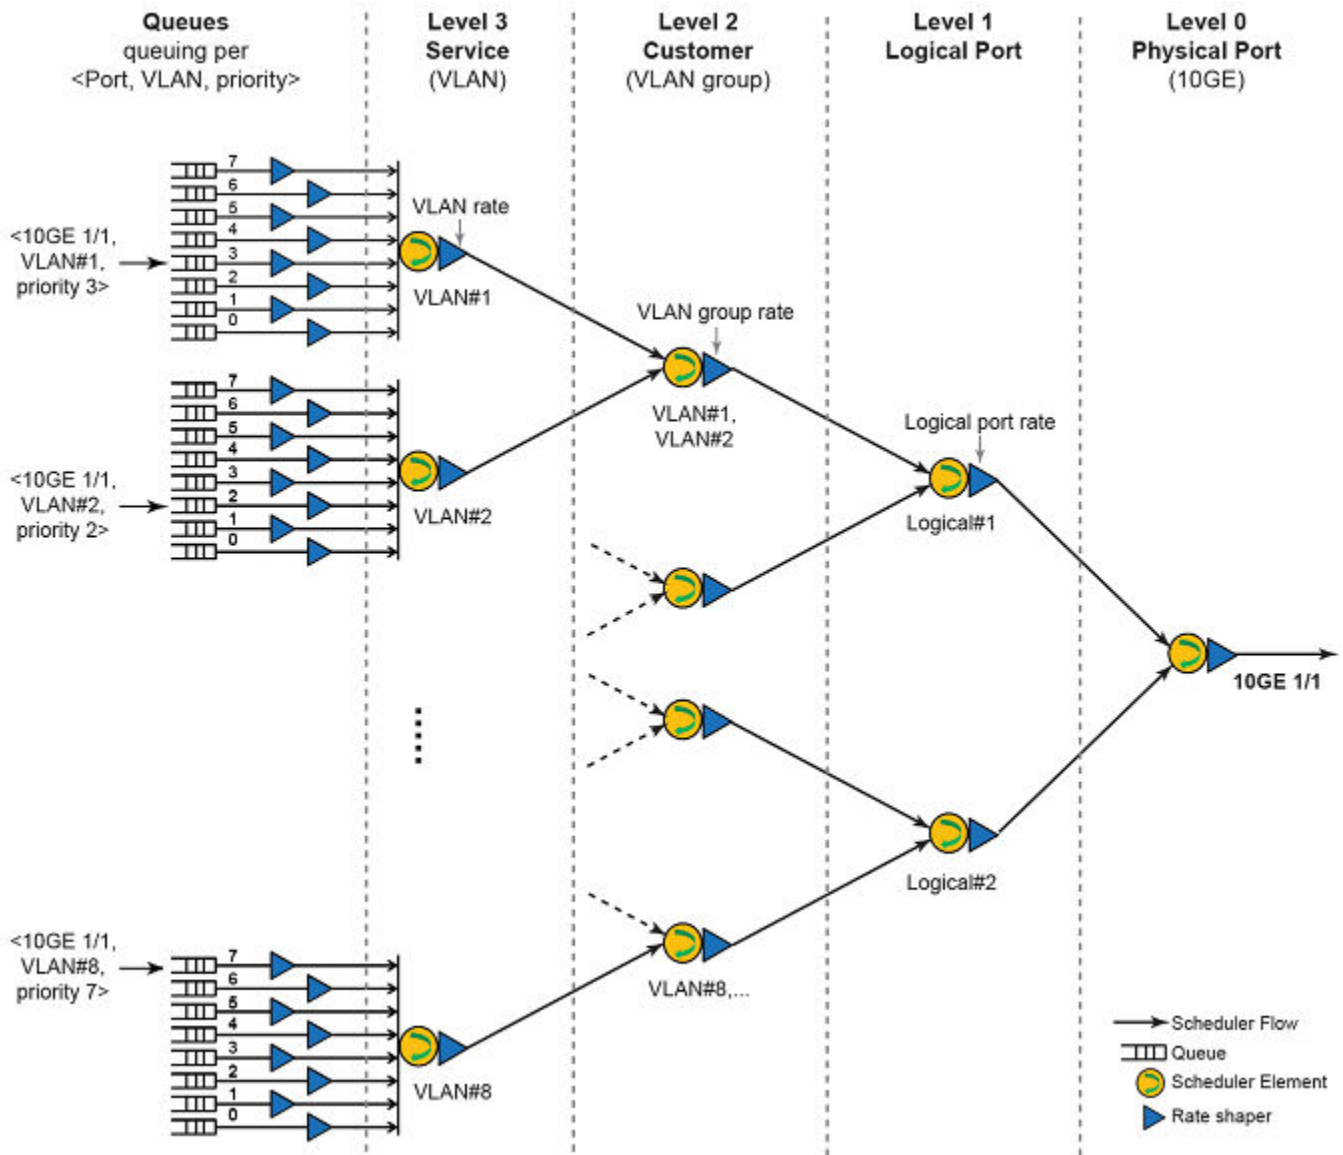 Queues
queuing per
<Port, VLAN, priority>
Level 3
Service
(VLAN)
Level 2
Customer
(VLAN group)
Level 1
Logical Port
Level 0
Physical Port
(10GE)
7
6
5
4
3
2
1
0
<10GE 1/1,
VLAN#1,
priority 3>
VLAN rate
VLAN#1
VLAN group rate
VLAN#1,
VLAN#2
7
6
5
4
3
2
1
0
<10GE 1/1,
VLAN#2,
priority 2>
VLAN#2
Logical port rate
Logical#1
10GE 1/1
Logical#2
<10GE 1/1,
VLAN#8,
priority 7>
7
6
5
4
3
2
1
0
VLAN#8,...
VLAN#8
Scheduler Flow
Queue
Scheduler Element
Rate shaper